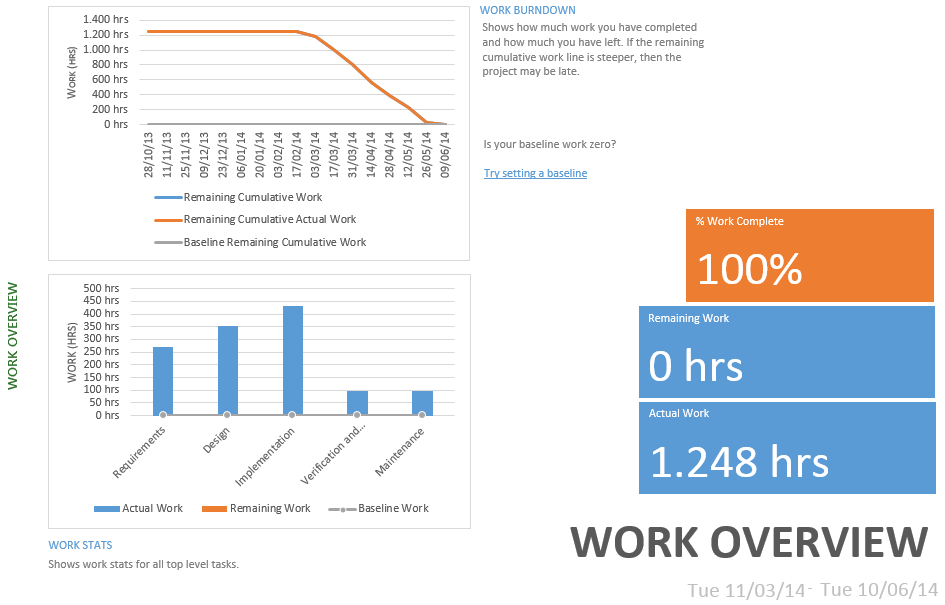 WORK OVERVIEW
WORK (HRS)
1.400 hrs
1.200 hrs
1.000 hrs
800 hrs
600 hrs
400 hrs
200 hrs
0 hrs
28/10/13
11/11/13
25/11/13
09/12/13
23/12/13
06/01/14
20/01/14
03/02/14
17/02/14
03/03/14
17/03/14
31/03/14
14/04/14
28/04/14
12/05/14
26/05/14
09/06/14
Remaining Cumulative Work
Remaining Cumulative Actual Work
Baseline Remaining Cumulative Work
WORK BURNDOWN
Shows how much work you have completed
and how much you have left. If the remaining
cumulative work line is steeper, then the
project may be late.
Is your baseline work zero?
Try setting a baseline
WORK (HRS)
500 hrs
450 hrs
400 hrs
350 hrs
300 hrs
250 hrs
200 hrs
150 hrs
100 hrs
50 hrs
0 hrs
Requirements
Design
Implementation
Verification and...
Maintenance
Actual Work
Remaining Work
Baseline Work
WORK STATS
Shows work stats for all top level tasks.
% Work Complete
100%
Remaining Work
0 hrs
Actual Work
1.248 hrs
WORK OVERVIEW
Tue 11/03/14 - Tue 10/06/14